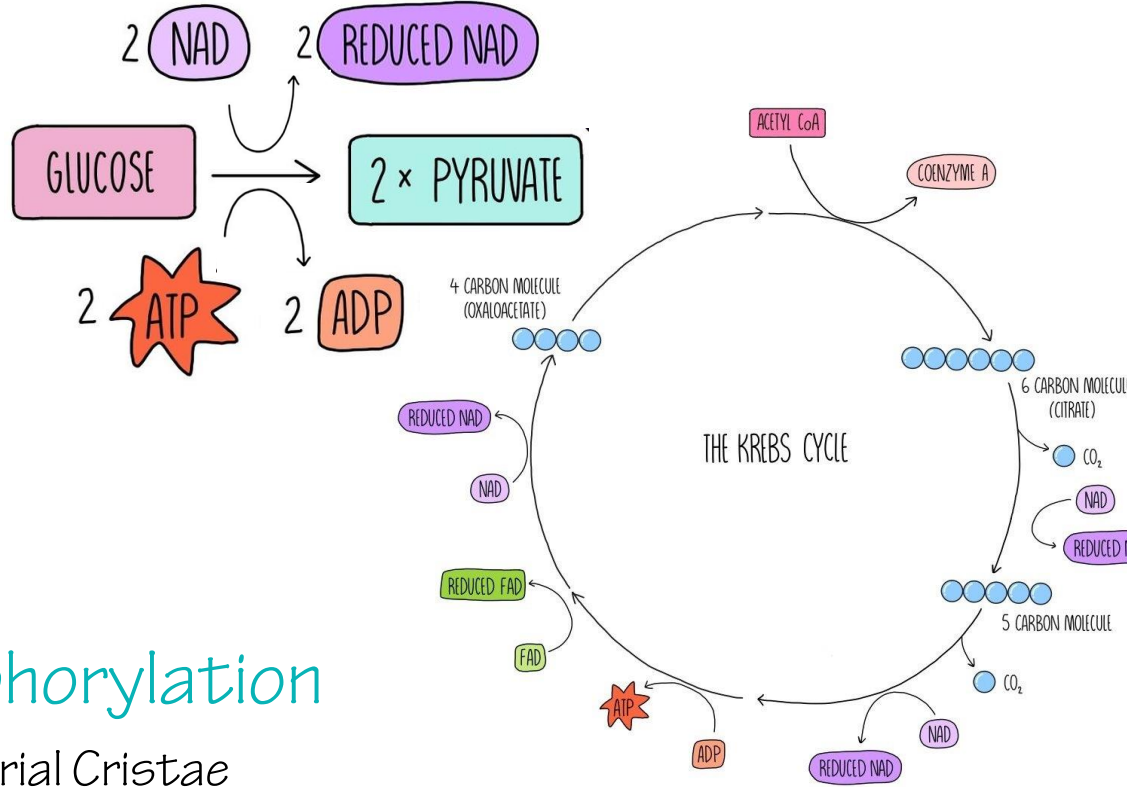 2 NAD 2 REDUCED NAD
GLUCOSE
2 × PYRUVATE
2 ATP 2 ADP
ACETYL CoA
COENZYME A
4 CARBON MOLECULE
(OXALOACETATE)
6 CARBON MOLECULE
(CITRATE)
CO₂
NAD
REDUCED N
5 CARBON MOLECULE
CO₂
NAD
REDUCED NAD
ADP
ATP
FAD
REDUCED FAD
NAD
REDUCED NAD
THE KREBS CYCLE
horylation
rial Cristae